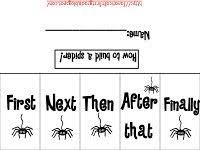 Name:
How to build a spider!
First Next Then After that Finally